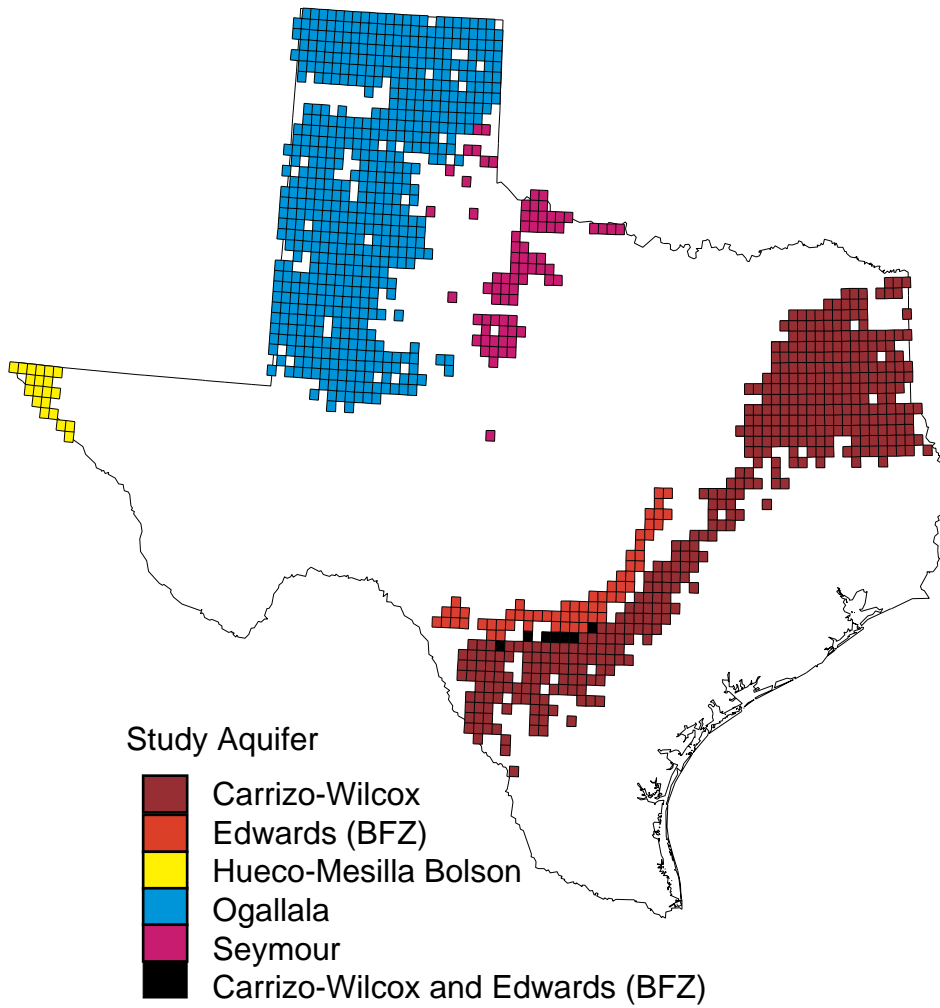 Study Aquifer
Carrizo-Wilcox
Edwards (BFZ)
Hueco-Mesilla Bolson
Ogallala
Seymour
Carrizo-Wilcox and Edwards (BFZ)